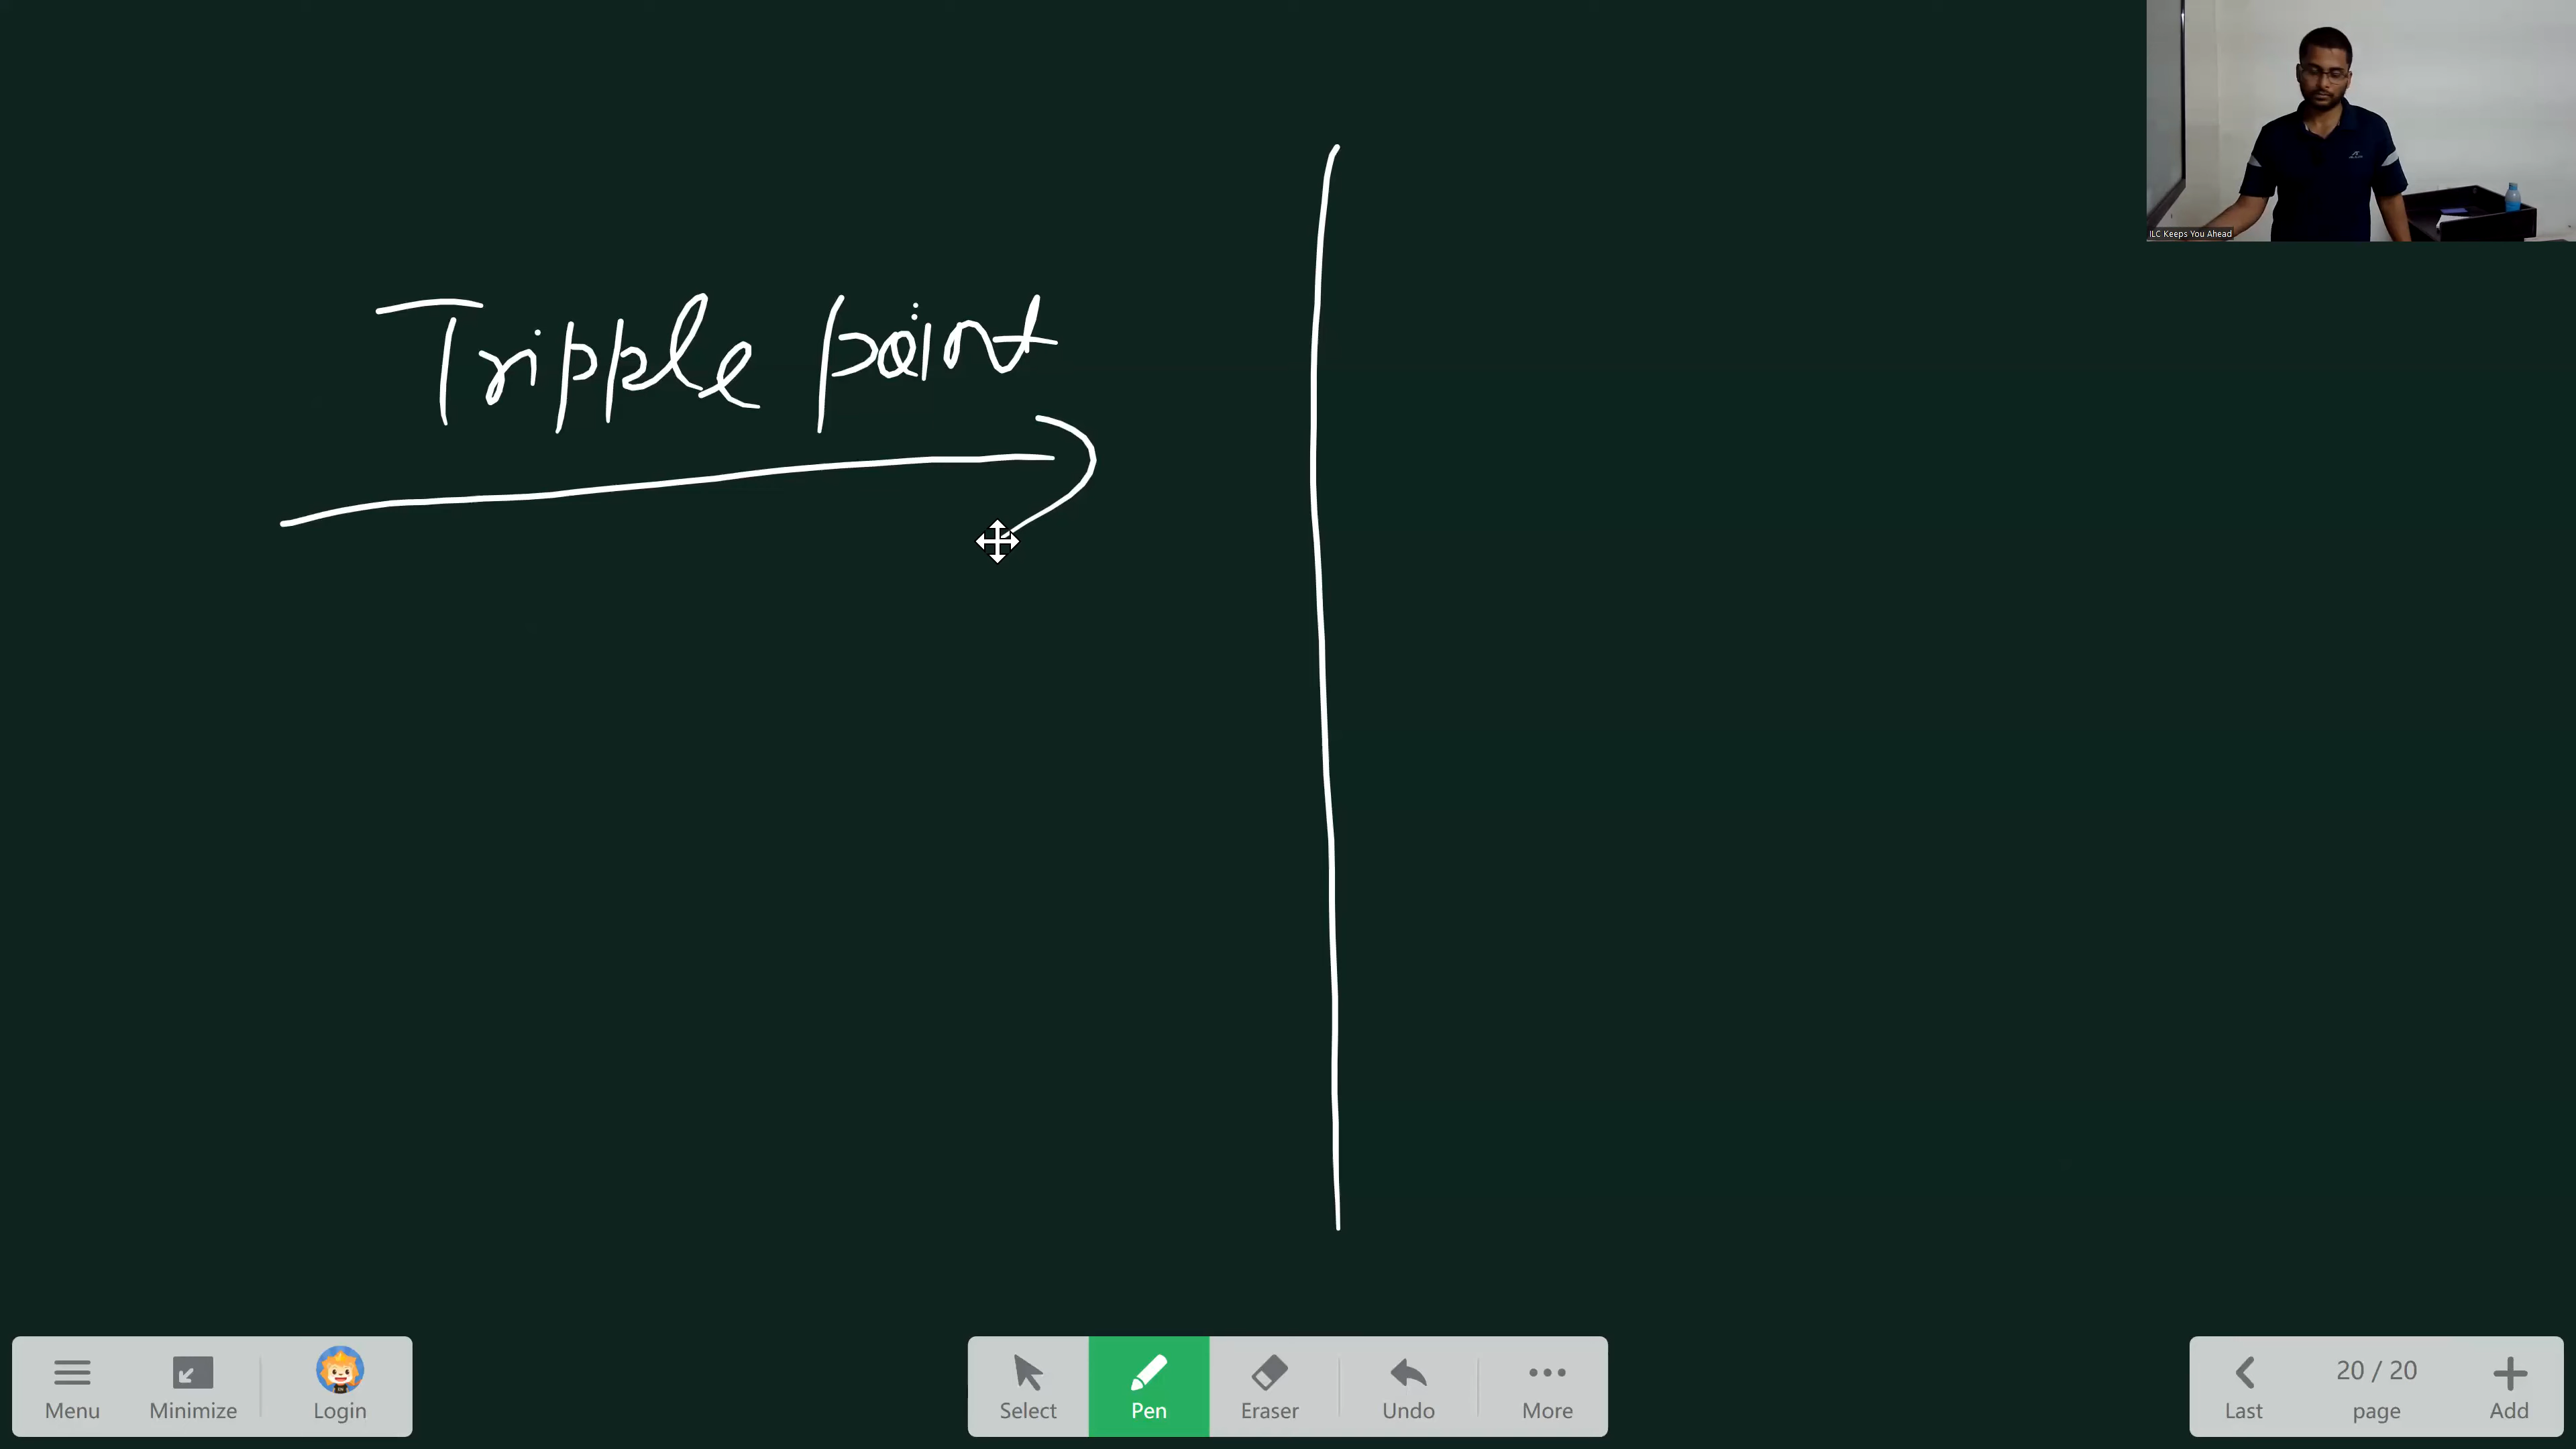 ILC Keeps You Ahead
Tripple point
Menu
Minimize
Login
Select
Pen
Eraser
Undo
More
Last
20 / 20
page
Add